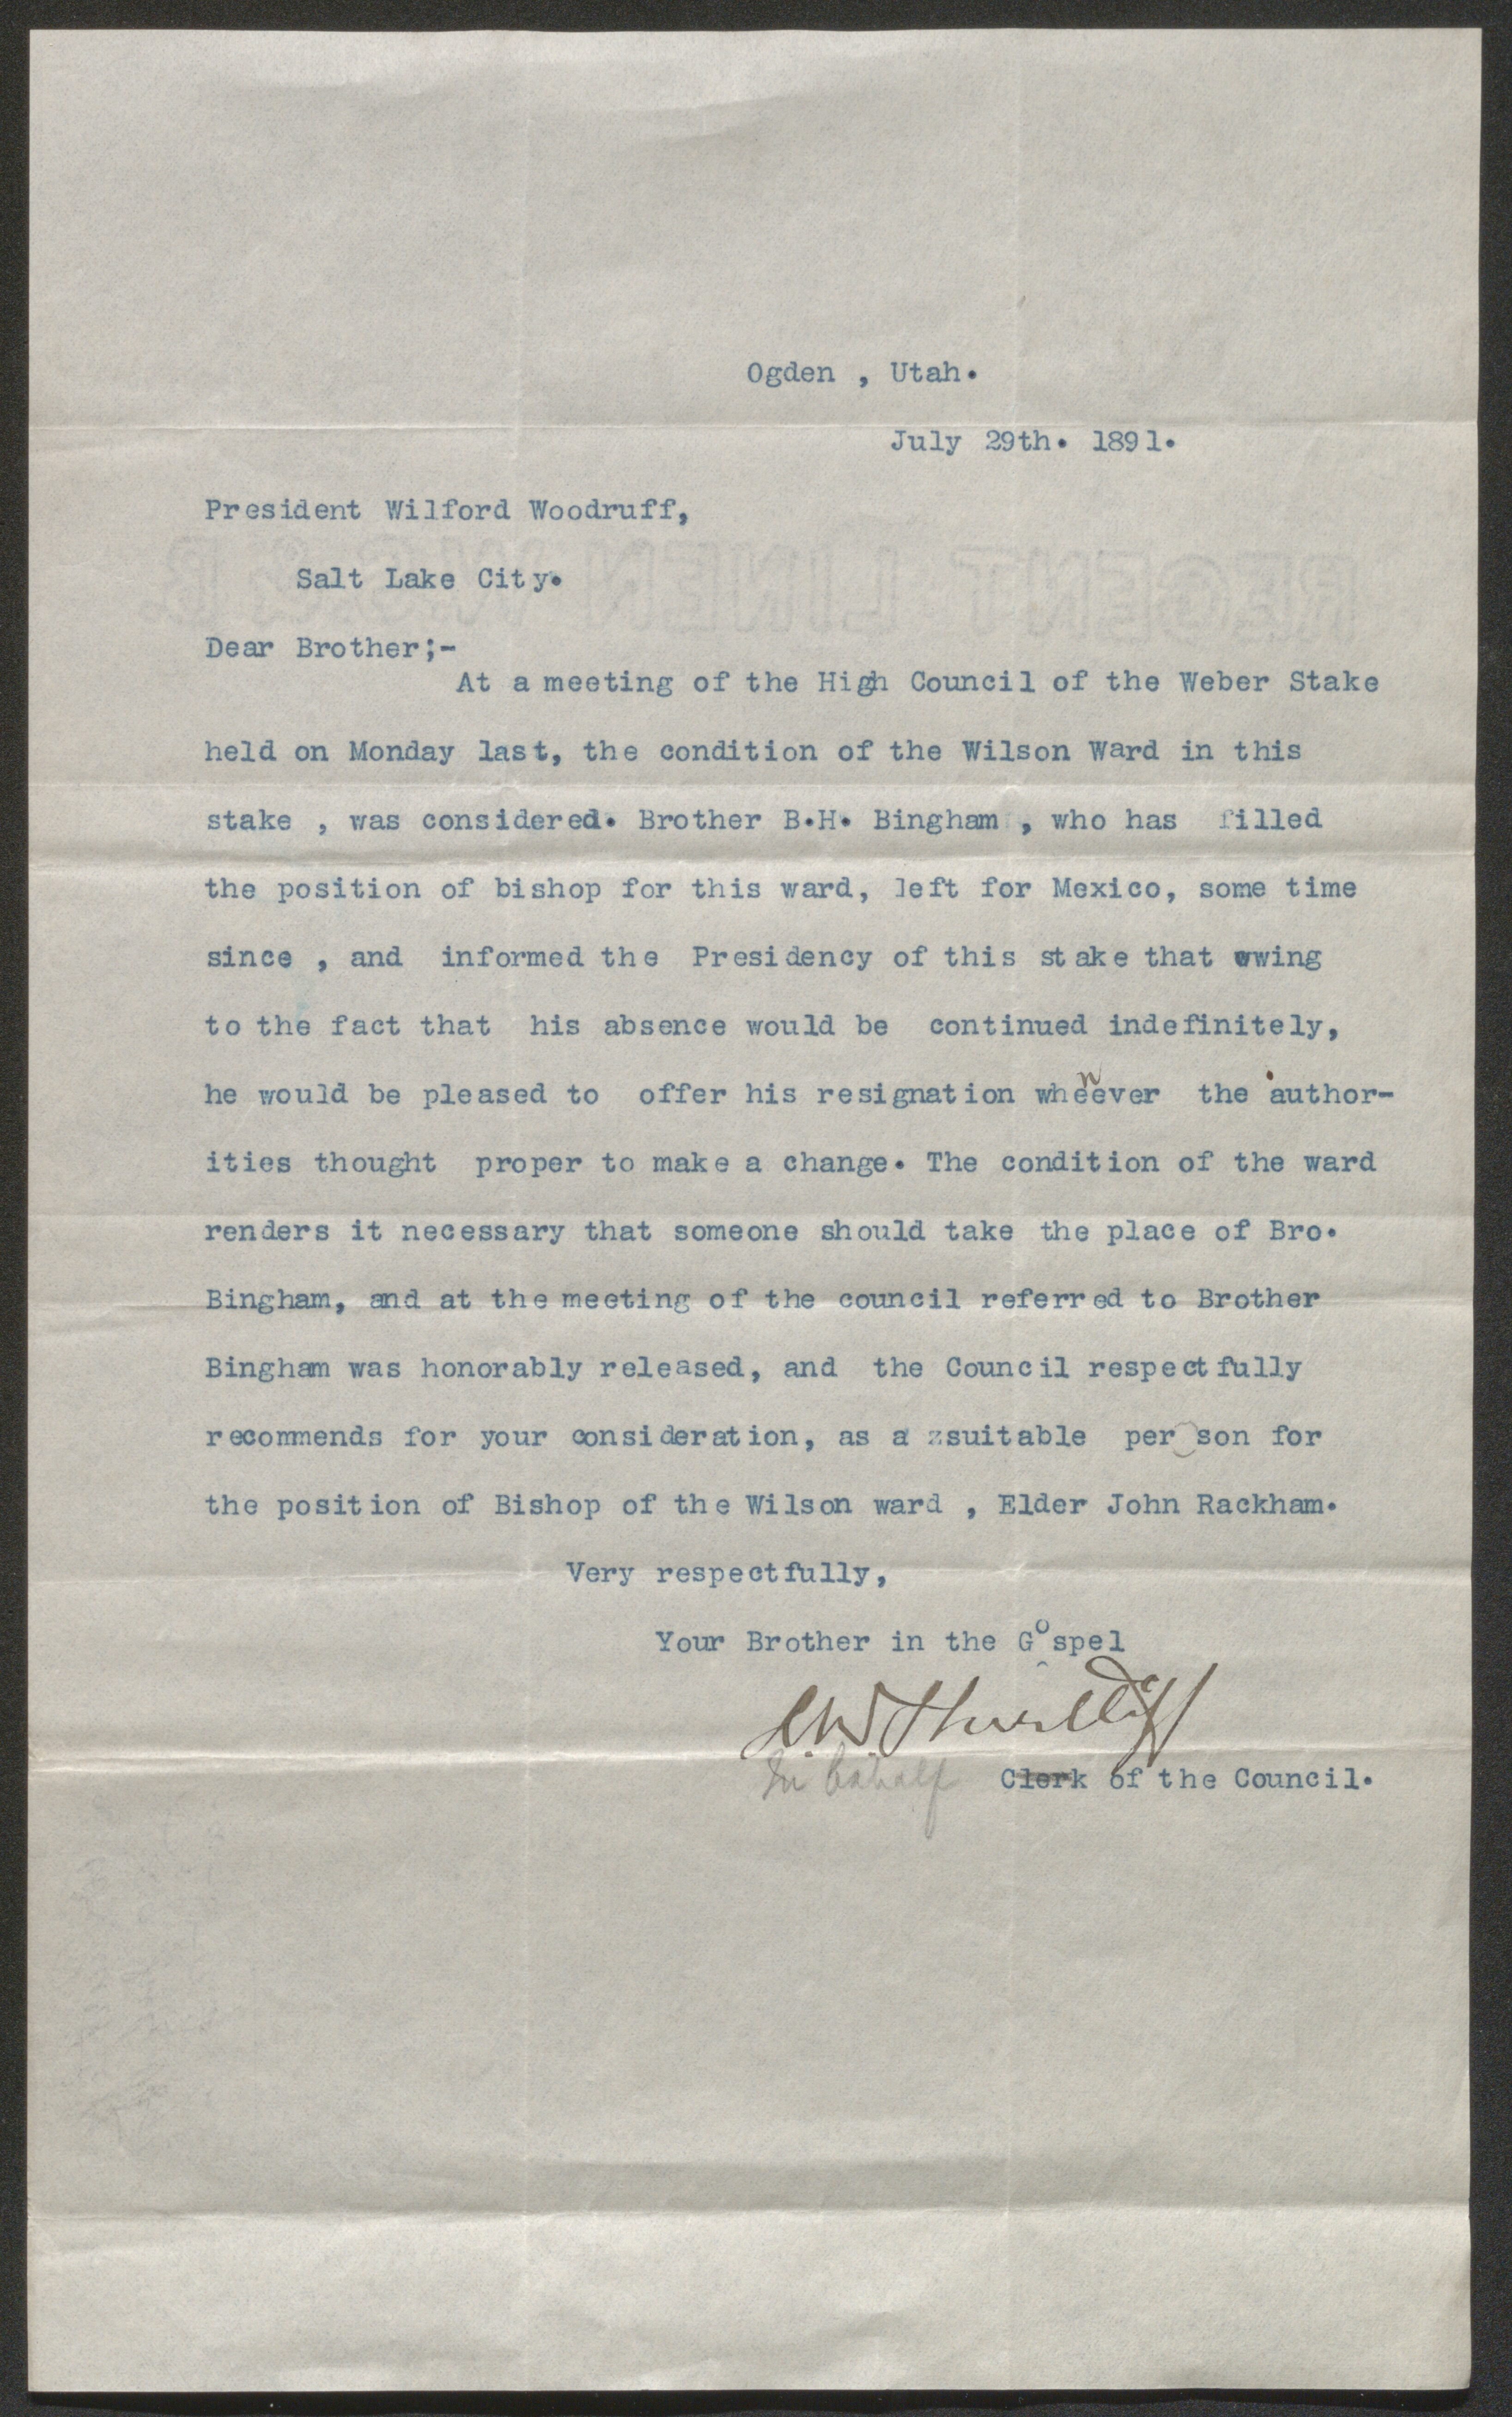 Ogden , Utah.
July 29th. 1891.
President Wilford Woodruff,
Salt Lake City.
Dear Brother;-
At a meeting of the High Council of the Weber Stake
held on Monday last, the condition of the Wilson Ward in this
stake , was considered. Brother B.H. Bingham , who has filled
the position of bishop for this ward, left for Mexico, some time
since , and informed the Presidency of this stake that owing
to the fact that his absence would be continued indefinitely,
he would be pleased to offer his resignation whenever the author-
ities thought proper to make a change. The condition of the ward
renders it necessary that someone should take the place of Bro.
Bingham, and at the meeting of the council referred to Brother
Bingham was honorably released, and the Council respectfully
recommends for your consideration, as a zsuitable person for
the position of Bishop of the Wilson ward , Elder John Rackham.
Very respectfully,
Your Brother in the Gospel
In behalf Clerk of the Council.
REGENT LINEN